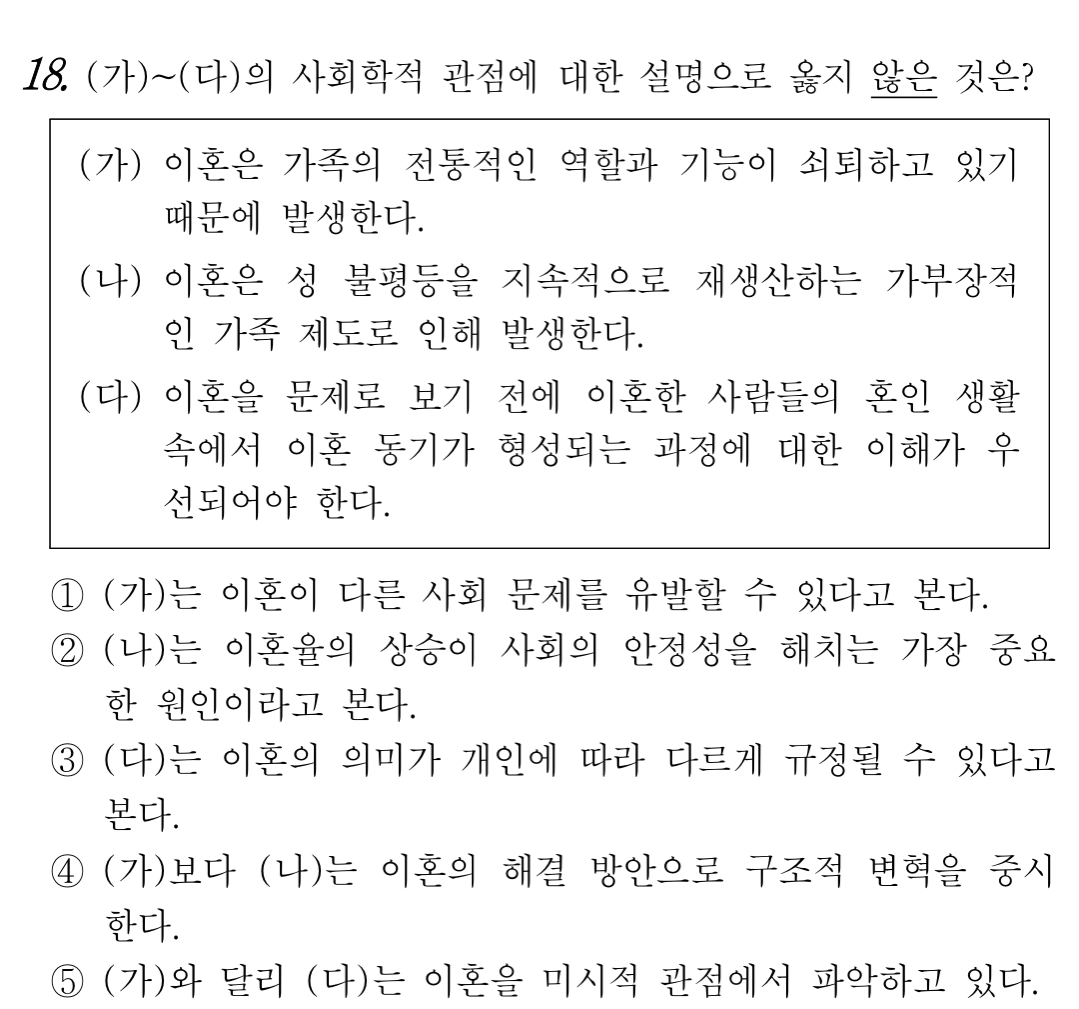 18. (가)~(다)의 사회학적 관점에 대한 설명으로 옳지 않은 것은?
(가) 이혼은 가족의 전통적인 역할과 기능이 쇠퇴하고 있기
때문에 발생한다.
(나) 이혼은 성 불평등을 지속적으로 재생산하는 가부장적
인 가족 제도로 인해 발생한다.
(다) 이혼을 문제로 보기 전에 이혼한 사람들의 혼인 생활
속에서 이혼 동기가 형성되는 과정에 대한 이해가 우
선되어야 한다.
① (가)는 이혼이 다른 사회 문제를 유발할 수 있다고 본다.
② (나)는 이혼율의 상승이 사회의 안정성을 해치는 가장 중요
한 원인이라고 본다.
③ (다)는 이혼의 의미가 개인에 따라 다르게 규정될 수 있다고
본다.
④ (가)보다 (나)는 이혼의 해결 방안으로 구조적 변혁을 중시
한다.
⑤ (가)와 달리 (다)는 이혼을 미시적 관점에서 파악하고 있다.